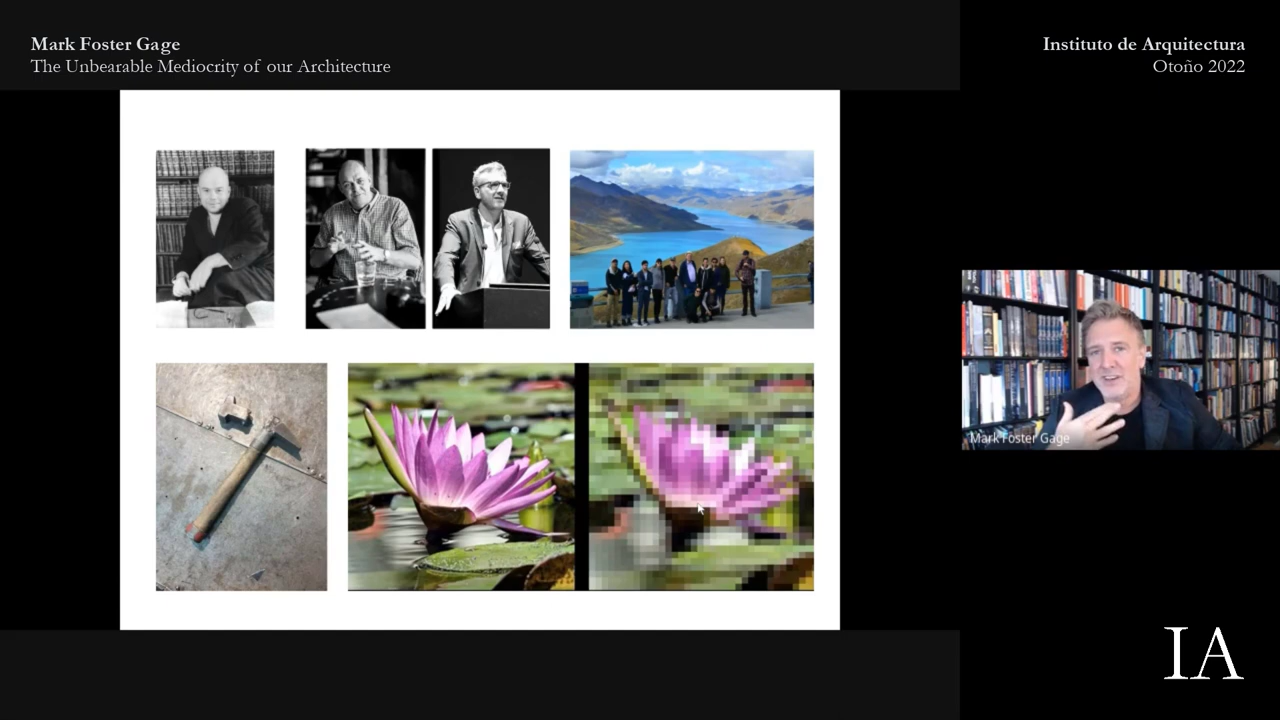 Mark Foster Gage
The Unbearable Mediocrity of our Architecture
Instituto de Arquitectura
Otoño 2022
Mark Foster Gage
IA